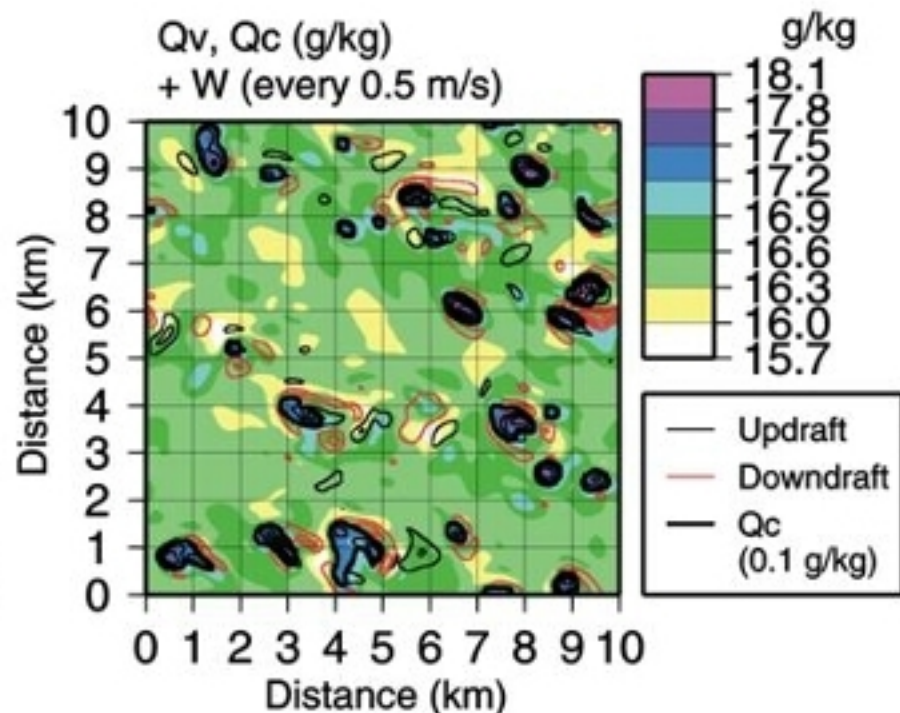 Qv, Qc (g/kg)
+ W (every 0.5 m/s)
g/kg
18.1
17.8
17.5
17.2
16.9
16.6
16.3
16.0
15.7
Distance (km)
10
9
8
7
6
5
4
3
2
1
0
0 1 2 3 4 5 6 7 8 9 10
Distance (km)
Updraft
Downdraft
Qc
(0.1 g/kg)